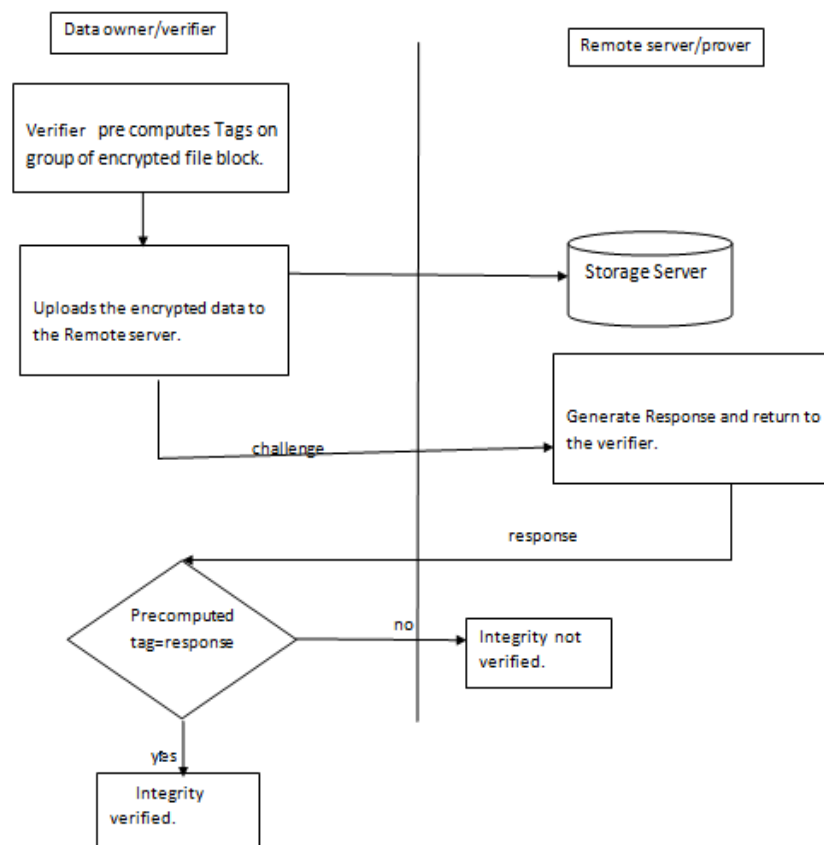 Data owner/verifier
Remote server/prover
Verifier pre computes Tags on
group of encrypted file block.
Storage Server
Uploads the encrypted data to
the Remote server.
Generate Response and return to
the verifier.
challenge
response
Precomputed
tag=response
no
Integrity not
verified.
yes
Integrity
verified.